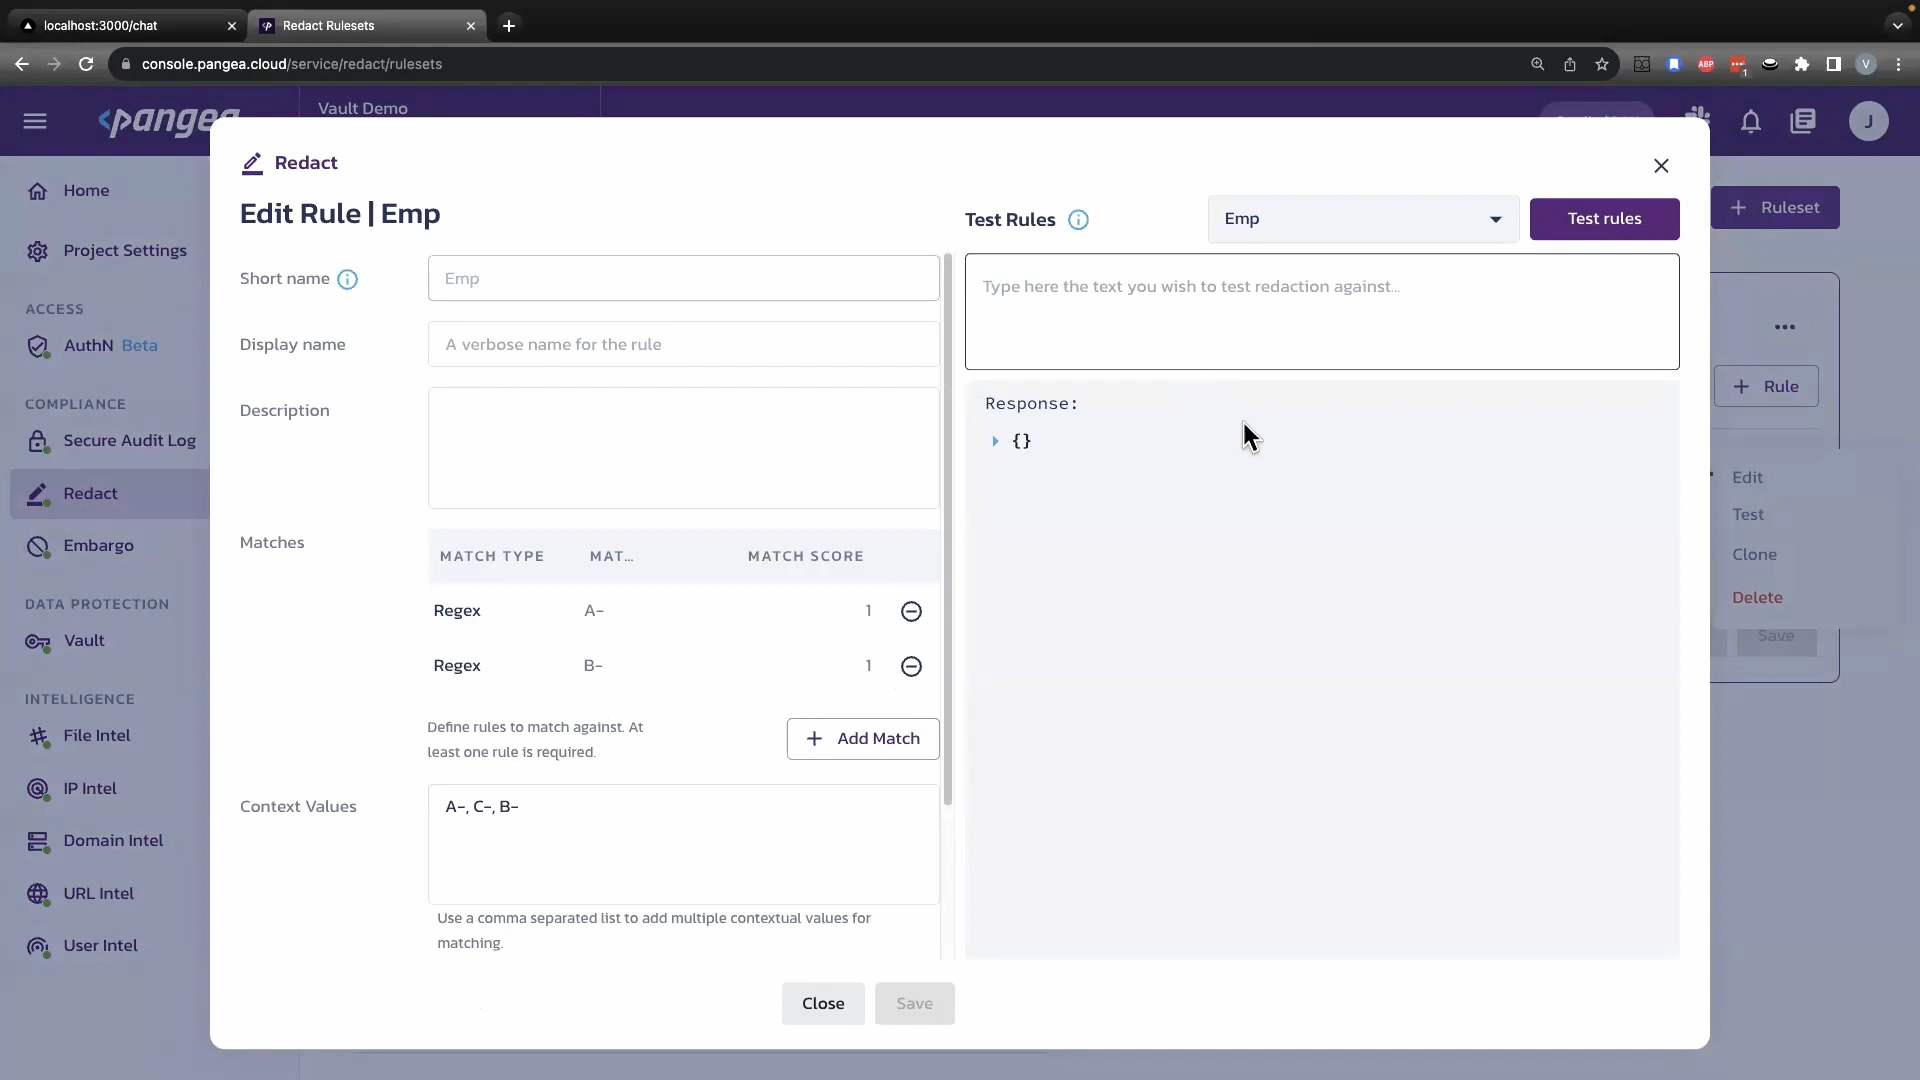 localhost:3000/chat
Redact Rulesets
console.pangea.cloud/service/redact/rulesets
ABP
1
V
pangea
Vault Demo
J
Home
Project Settings
ACCESS
AuthN Beta
COMPLIANCE
Secure Audit Log
Redact
Embargo
DATA PROTECTION
Vault
INTELLIGENCE
File Intel
IP Intel
Domain Intel
URL Intel
User Intel
Redact
Edit Rule | Emp
Short name
Emp
Display name
A verbose name for the rule
Description
Matches
MATCH TYPE MAT... MATCH SCORE
Regex A- 1
Regex B- 1
Define rules to match against. At
least one rule is required.
+ Add Match
Context Values
A-, C-, B-
Use a comma separated list to add multiple contextual values for
matching.
Close
Save
Test Rules
Emp
Test rules
Type here the text you wish to test redaction against...
Response:
{}
+ Ruleset
+ Rule
Edit
Test
Clone
Delete
Save